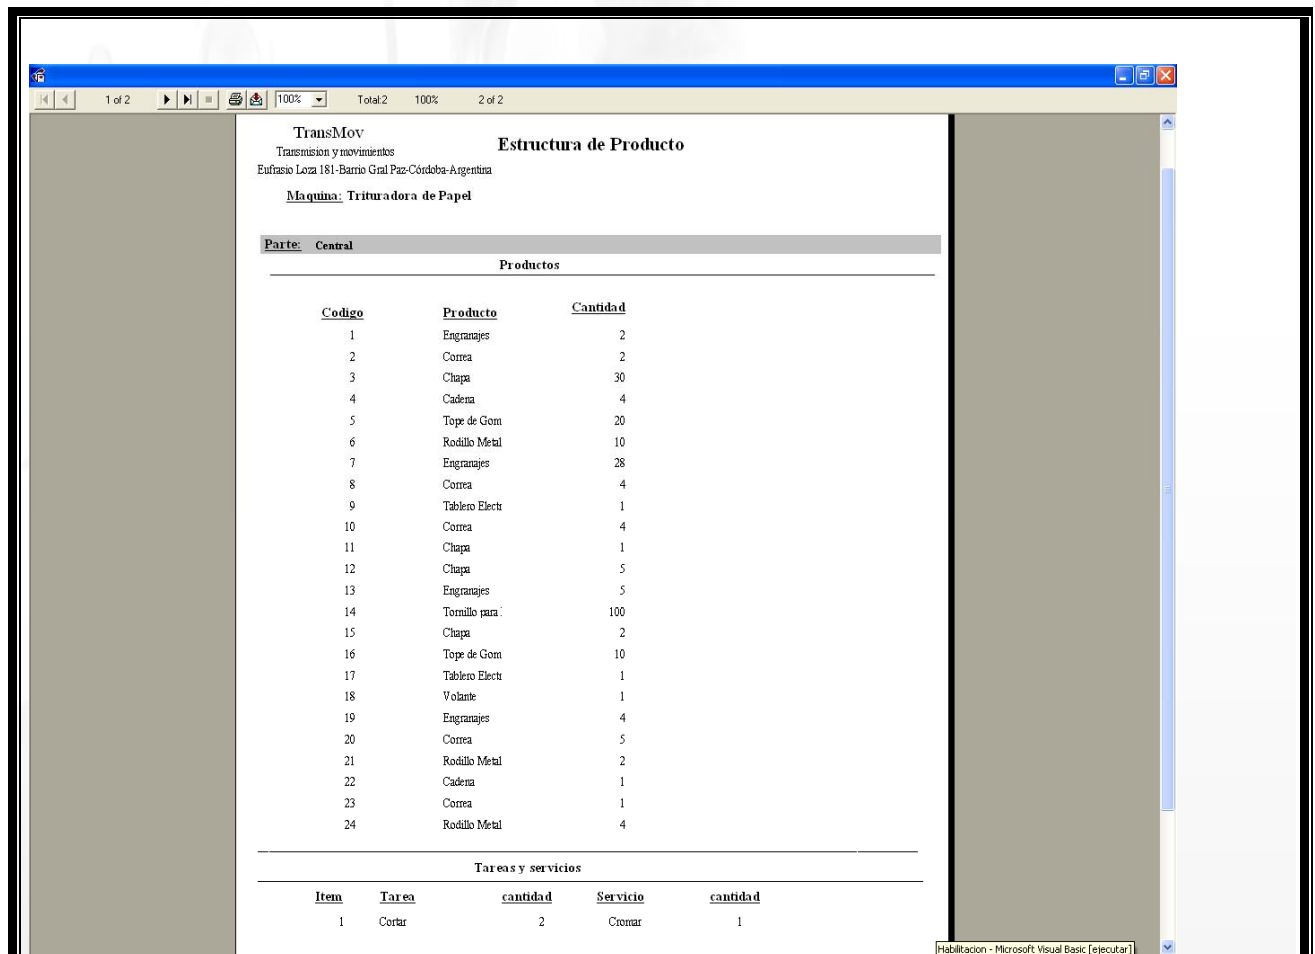 1 of 2 100% Total:2 100% 2 of 2
TransMov
Transmision y movimientos
Estructura de Producto
Eufrasio Loza 181-Barrio Gral Paz-Córdoba-Argentina
Maquina: Trituradora de Papel
Parte: Central
Productos
Codigo Producto Cantidad
1 Engranajes 2
2 Correa 2
3 Chapa 30
4 Cadena 4
5 Tope de Gom 20
6 Rodillo Metal 10
7 Engranajes 28
8 Correa 4
9 Tablero Electr 1
10 Correa 4
11 Chapa 1
12 Chapa 5
13 Engranajes 5
14 Tornillo para 100
15 Chapa 2
16 Tope de Gom 10
17 Tablero Electr 1
18 Volante 1
19 Engranajes 4
20 Correa 5
21 Rodillo Metal 2
22 Cadena 1
23 Correa 1
24 Rodillo Metal 4
Tareas y servicios
Item Tarea cantidad Servicio cantidad
1 Cortar 2 Cromar 1
Habilitacion - Microsoft Visual Basic [ejecutar]